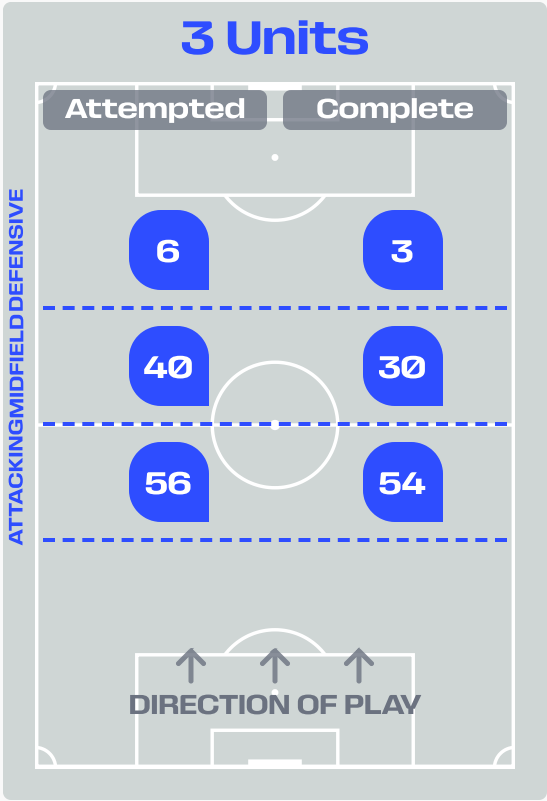 3 Units
Attempted Complete
ATTACKINGMIDFIELDDEFENSIVE
6 3
40 30
56 54
DIRECTION OF PLAY